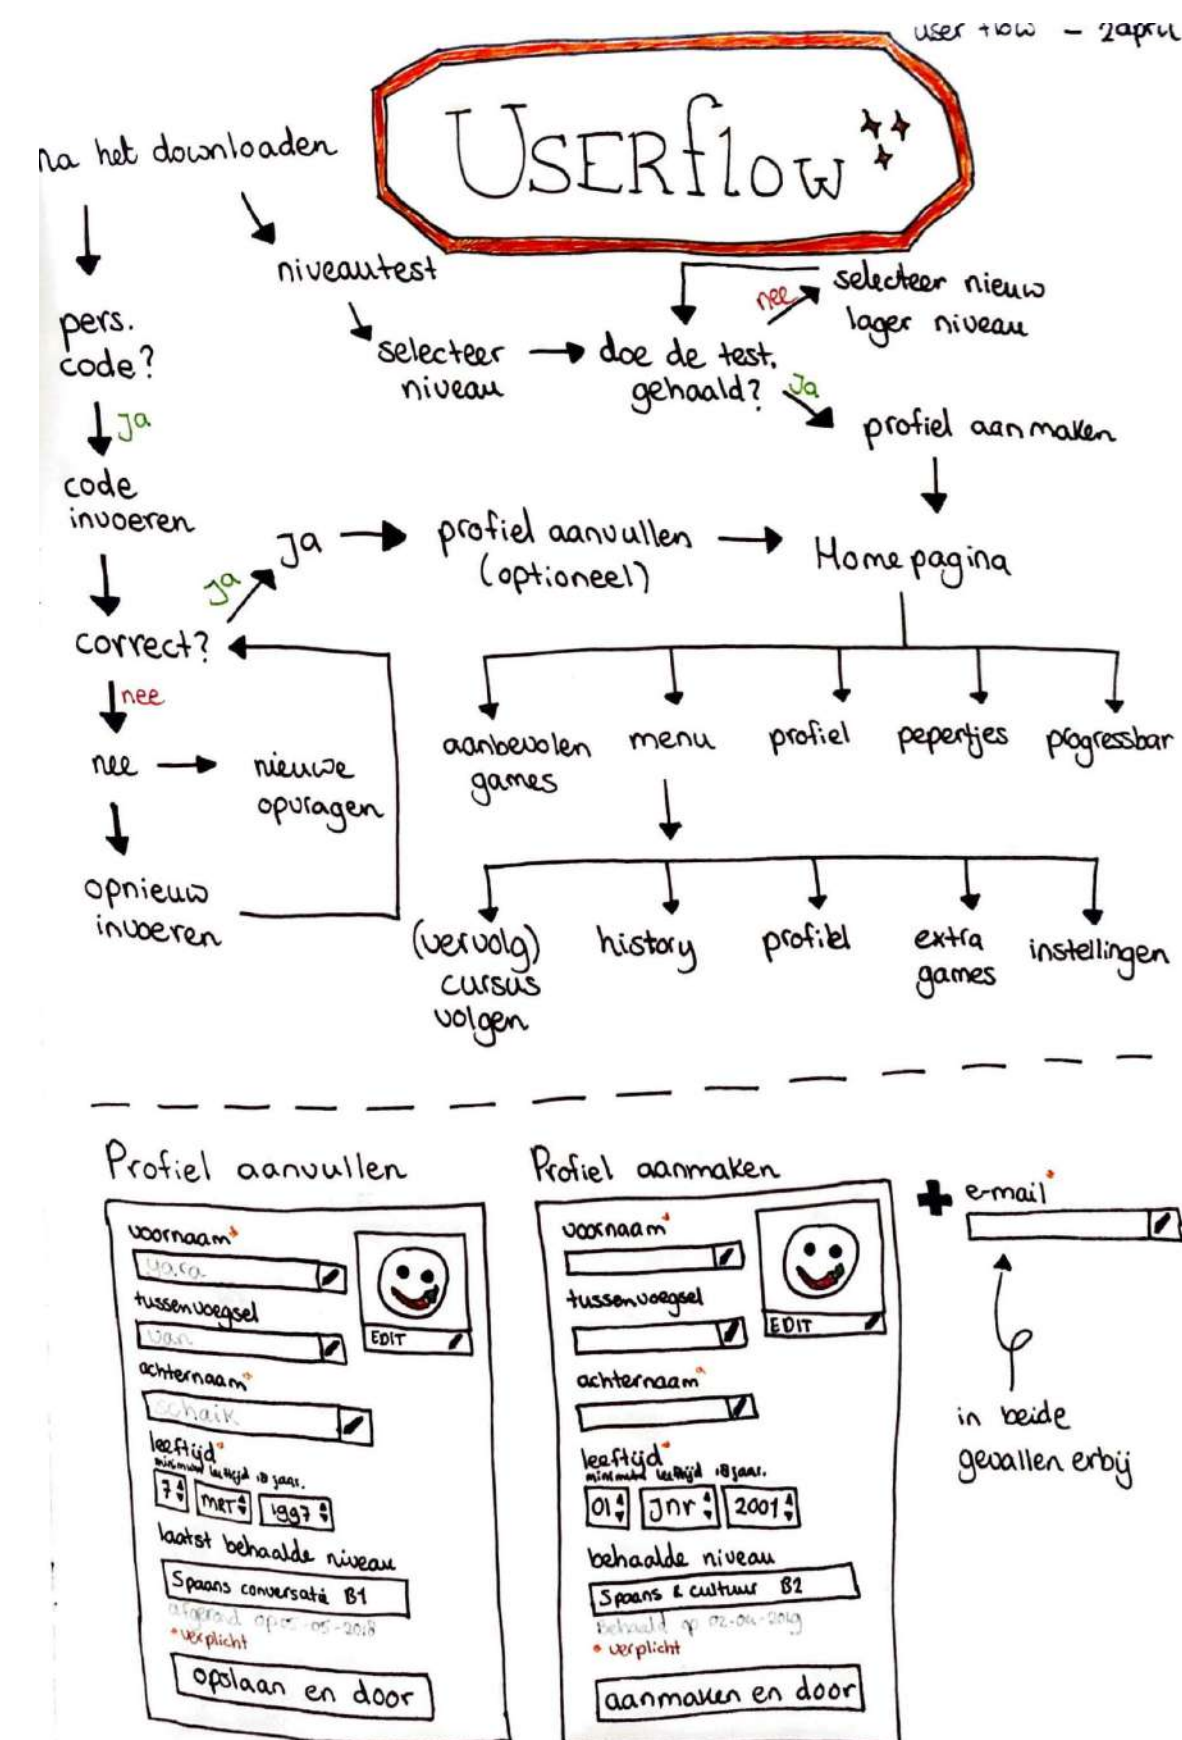 user flow - 2april
USERflow
na het downloaden
niveautest
pers.
code?
Ja
code
invoeren
selecteer
niveau
doe de test.
gehaald?
nee
selecteer nieuw
lager niveau
Ja
profiel aanmaken
correct?
Ja
Ja
profiel aanvullen
(optioneel)
Homepagina
nee
nee
nieuwe
opvragen
opnieuw
invoeren
aanbevolen
games
menu
profiel
pepertjes
progressbar
(vervolg)
cursus
volgen
history
profiel
extra
games
instellingen
Profiel aanvullen
voornaam*
yara
EDIT
tussenvoegsel
van
achternaam*
schaik
leeftijd*
minimum leeftijd 18 jaar.
7 mrt 1997
laatst behaalde niveau
Spaans conversatie B1
afgerond op 05-05-2018
*verplicht
opslaan en door
Profiel aanmaken
voornaam*
EDIT
tussenvoegsel
achternaam*
leeftijd*
minimum leeftijd 18 jaar.
01 Jnr 2001
behaalde niveau
Spaans & cultuur B2
Behaald op 02-04-2019
* verplicht
aanmaken en door
+ e-mail*
in beide
gevallen erbij